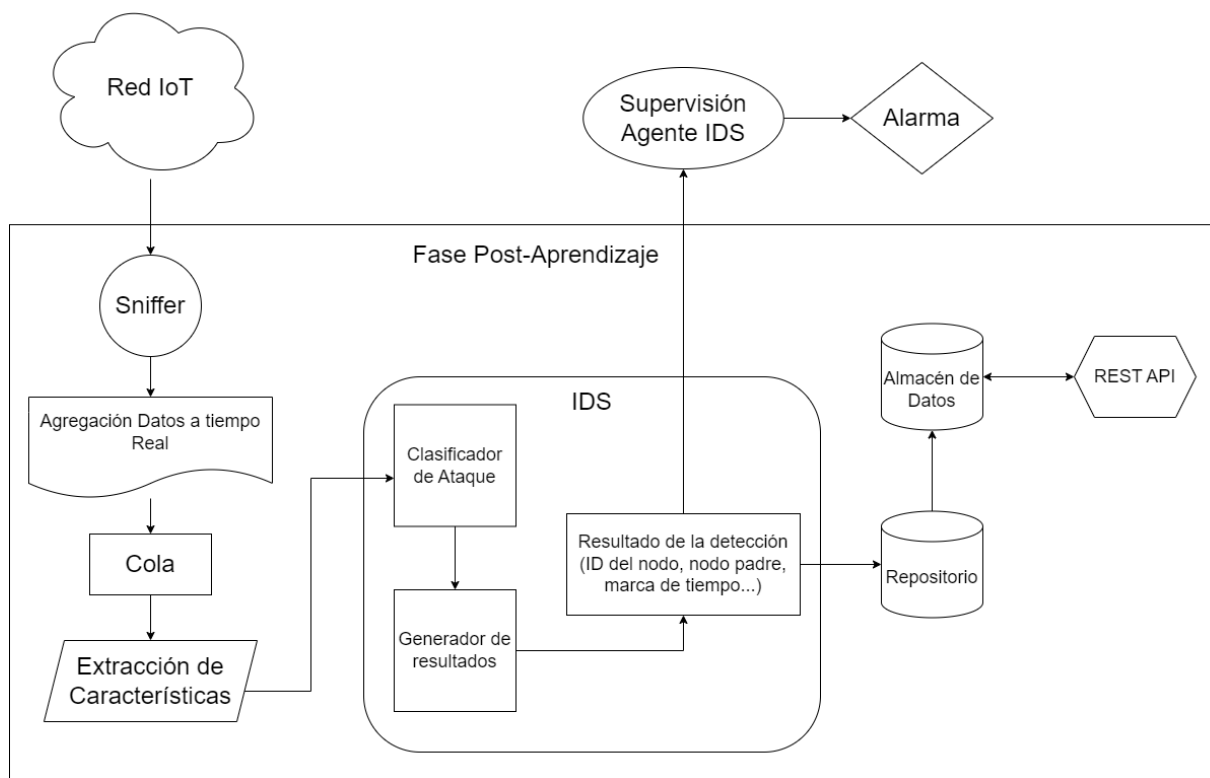 Red IoT
Supervisión
Agente IDS
Alarma
Fase Post-Aprendizaje
Sniffer
Agregación Datos a tiempo
Real
Cola
Extracción de
Características
IDS
Clasificador
de Ataque
Generador de
resultados
Resultado de la detección
(ID del nodo, nodo padre,
marca de tiempo...)
Almacén de
Datos
REST API
Repositorio